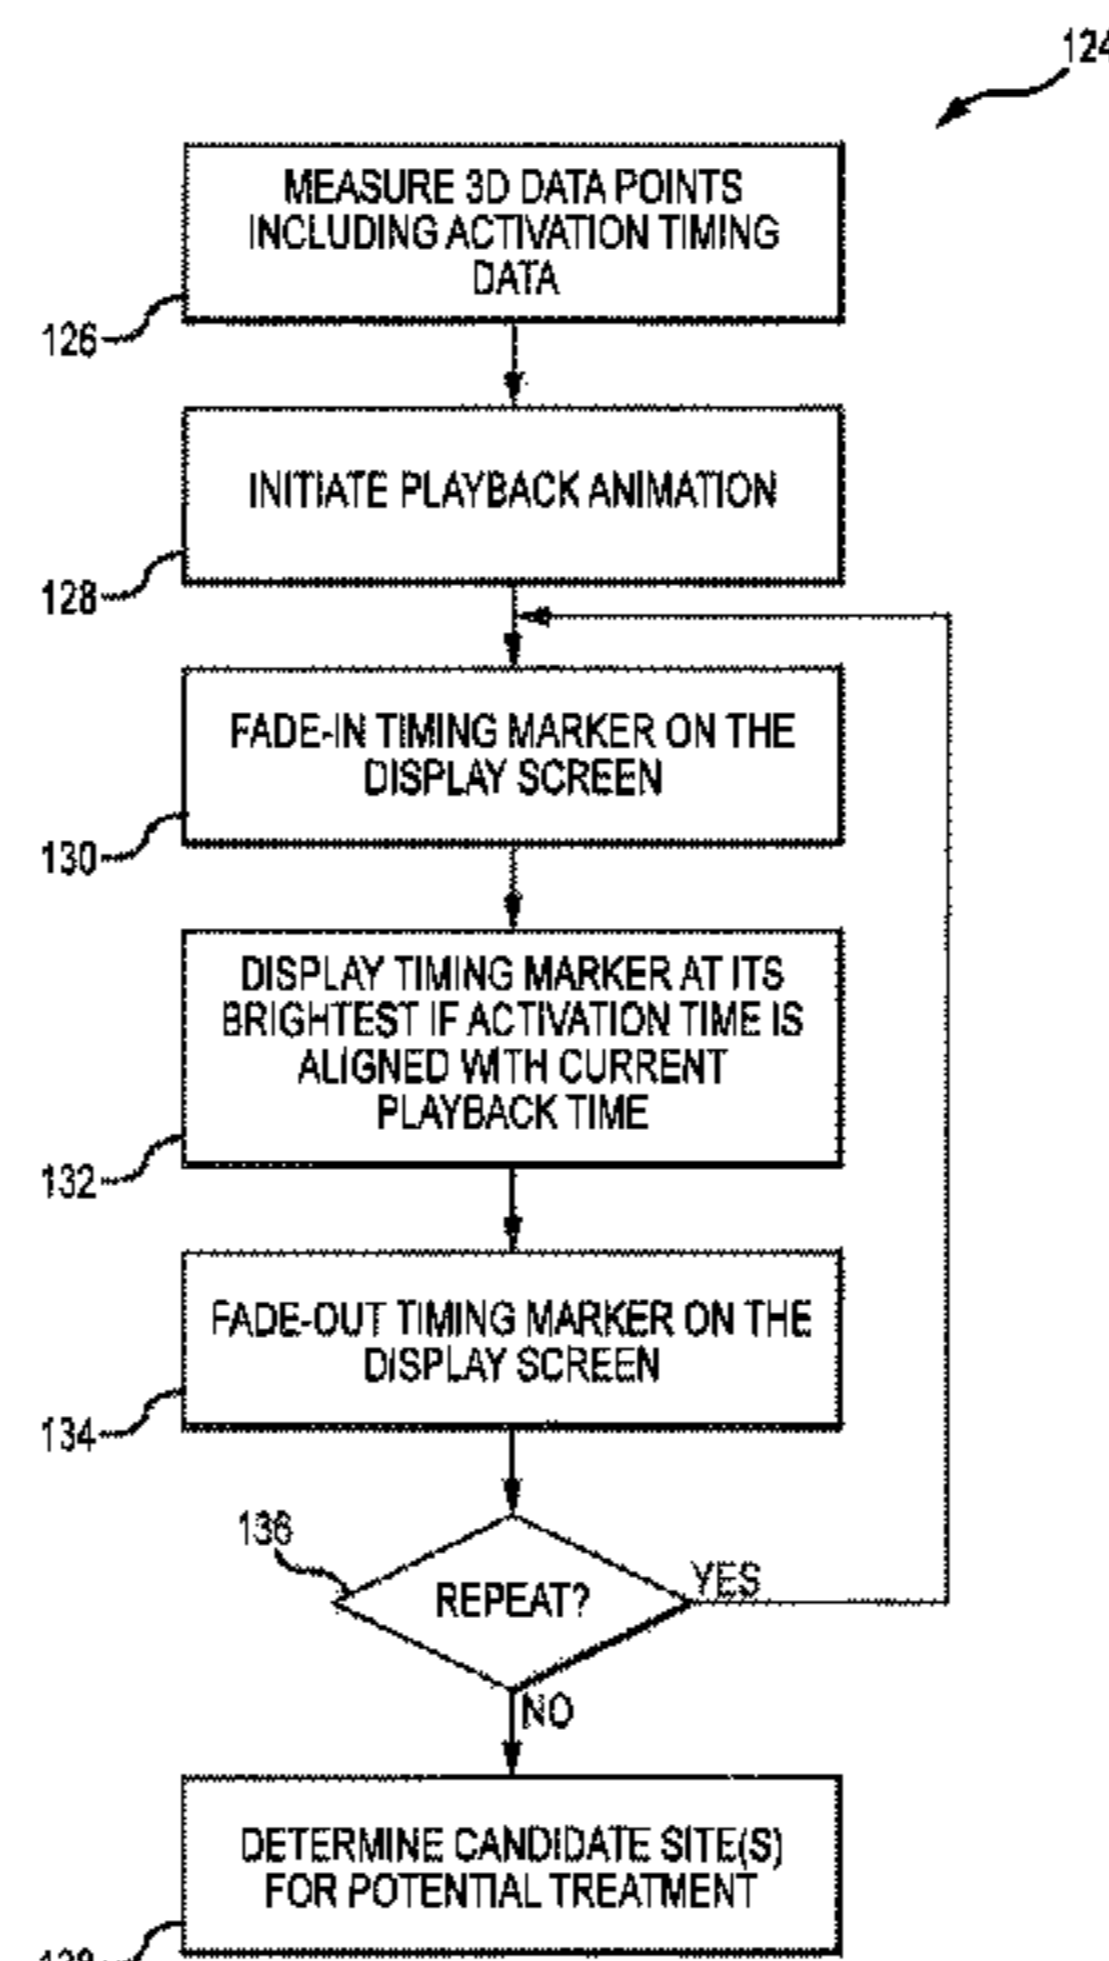 124
MEASURE 3D DATA POINTS
INCLUDING ACTIVATION TIMING
DATA
126
INITIATE PLAYBACK ANIMATION
128
FADE-IN TIMING MARKER ON THE
DISPLAY SCREEN
130
DISPLAY TIMING MARKER AT ITS
BRIGHTEST IF ACTIVATION TIME IS
ALIGNED WITH CURRENT
PLAYBACK TIME
132
FADE-OUT TIMING MARKER ON THE
DISPLAY SCREEN
134
136
REPEAT?
YES
NO
DETERMINE CANDIDATE SITE(S)
FOR POTENTIAL TREATMENT